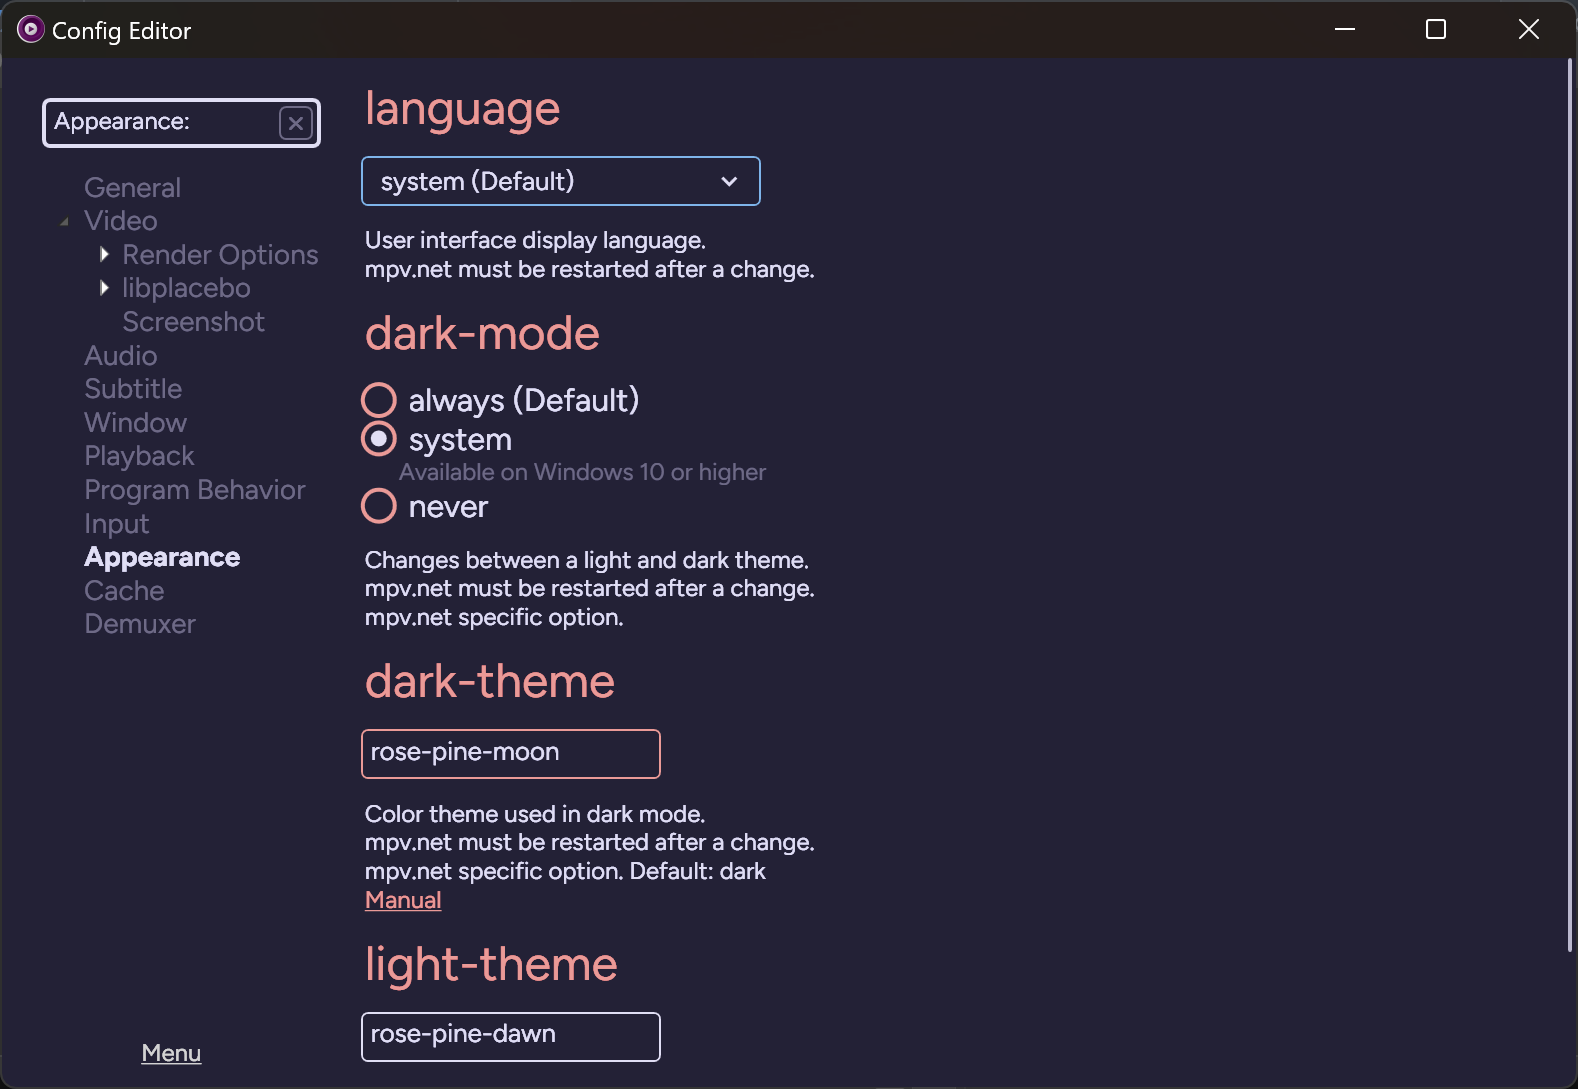 Config Editor
Appearance:
General
Video
Render Options
libplacebo
Screenshot
Audio
Subtitle
Window
Playback
Program Behavior
Input
Appearance
Cache
Demuxer
Menu
language
system (Default)
User interface display language.
mpv.net must be restarted after a change.
dark-mode
always (Default)
system
Available on Windows 10 or higher
never
Changes between a light and dark theme.
mpv.net must be restarted after a change.
mpv.net specific option.
dark-theme
rose-pine-moon
Color theme used in dark mode.
mpv.net must be restarted after a change.
mpv.net specific option. Default: dark
Manual
light-theme
rose-pine-dawn